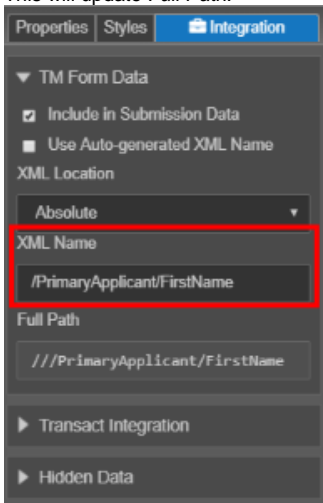 This will update Full Path.
Properties Styles Integration
TM Form Data
Include in Submission Data
Use Auto-generated XML Name
XML Location
Absolute
XML Name
/PrimaryApplicant/FirstName
Full Path
///PrimaryApplicant/FirstName
Transact Integration
Hidden Data